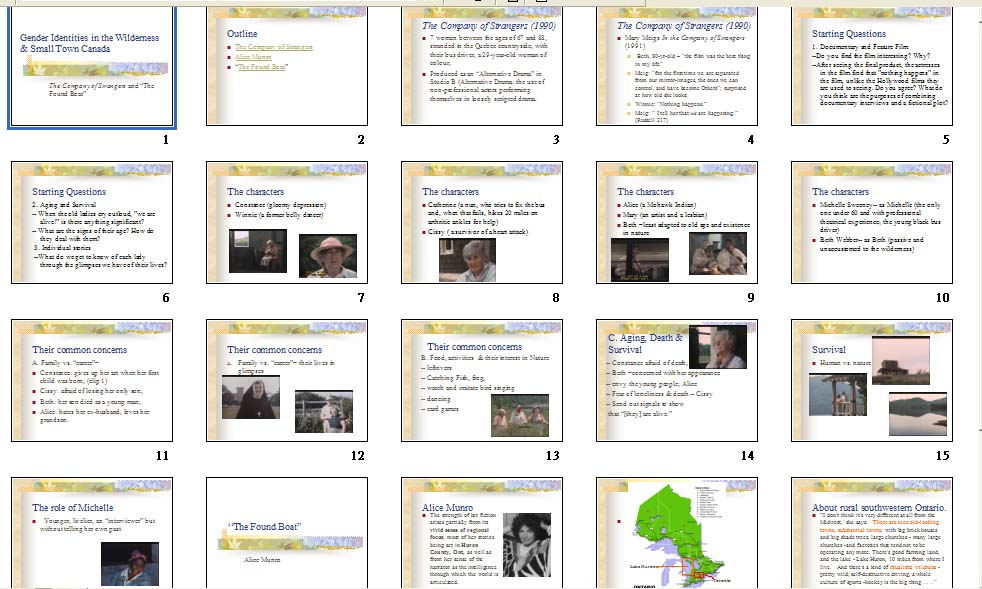 Gender Identities in the Wilderness
& Small Town Canada
The Company of Strangers and "The
Found Boat"
1
Outline
The Company of Strangers
Alice Munro
"The Found Boat"
2
The Company of Strangers (1990)
7 women between the ages of 67 and 88,
stranded in the Quebec countryside, with
their bus driver, a 29-year-old woman of
colour;
Produced as an "Alternative Drama" in
Studio B (Alternative Drama: the use of
non-professional actors performing
themselves in loosely scripted drama.
3
The Company of Strangers (1990)
Mary Meigs In the Company of Strangers
(1991)
Beth, 80-yr-old -- "the film was the best thing
in my life"
Meig: "for the first time we are separated
from our mirror-images, the ones we can
control, and have become Others"; surprised
at how old she looks;
Winnie: "Nothing happens."
Meig: "I tell her that we are happening."
(Russell 217)
4
Starting Questions
1. Documentary and Feature Film
--Do you find the film interesting? Why?
--After seeing the final product, the actresses
in the film find that "nothing happens" in
the film, unlike the Hollywood films they
are used to seeing. Do you agree? What do
you think are the purposes of combining
documentary interviews and a fictional plot?
5
Starting Questions
2. Aging and Survival
-- When the old ladies cry out loud, "we are
alive!" is there anything significant?
-- What are the signs of their age? How do
they deal with them?
3. Individual stories
--What do we get to know of each lady
through the glimpses we have of their lives?
6
The characters
Constance (gloomy depression)
Winnie (a former belly dancer)
7
The characters
Catherine (a nun, who tries to fix the bus
and, when that fails, hikes 20 miles on
arthritic ankles for help)
Cissy ( a survivor of a heart attack)
8
The characters
Alice (a Mohawk Indian)
Mary (an artist and a lesbian)
Beth --least adapted to old age and existence
in nature
9
The characters
Michelle Sweeney-- as Michelle (the only
one under 60 and with professional
theatrical experience, the young black bus
driver)
Beth Webber-- as Beth (passive and
unaccustomed to the wilderness)
10
Their common concerns
A. Family vs. "career"--
Constance: gives up her art when her first
child was born; (clip 1)
Cissy: afraid of losing her only son;
Beth: her son died as a young man;
Alice: hates her ex-husband, loves her
grandson.
11
Their common concerns
A. Family vs. "career"-- their lives in
glimpses
12
Their common concerns
B. Food, activities & their interest in Nature
-- leftovers
-- Catching Fish, frog,
-- watch and imitate bird singing
-- dancing
-- card games
13
C. Aging, Death &
Survival
-- Constance afraid of death;
-- Beth --concerned with her appearance
-- envy the young people; Alice
-- Fear of loneliness & death -- Cissy
-- Send out signals to show
that "[they] are alive."
14
Survival
Human vs. nature
15
The role of Michelle
Younger, livelier, an "interviewer" but
without telling her own past.
"The Found Boat"
Alice Munro
Alice Munro
The strength of her fiction
arises partially from its
vivid sense of regional
focus, most of her stories
being set in Huron
County, Ont, as well as
from her sense of the
narrator as the intelligence
through which the world is
articulated.
Lake Huron
ONTARIO
About rural southwestern Ontario.
"I don't think it's very different at all from the
Midwest," she says. "There are nice old-looking
towns, substantial towns, with big brick houses
and big shade trees, large churches - many large
churches -and factories that tend not to be
operating any more. There's good farming land,
and the lake - Lake Huron, 10 miles from where I
live. And there's a kind of ritualistic wildness -
pretty wild, self-destructive driving, a whole
culture of sports -hockey is the big thing. . . ."